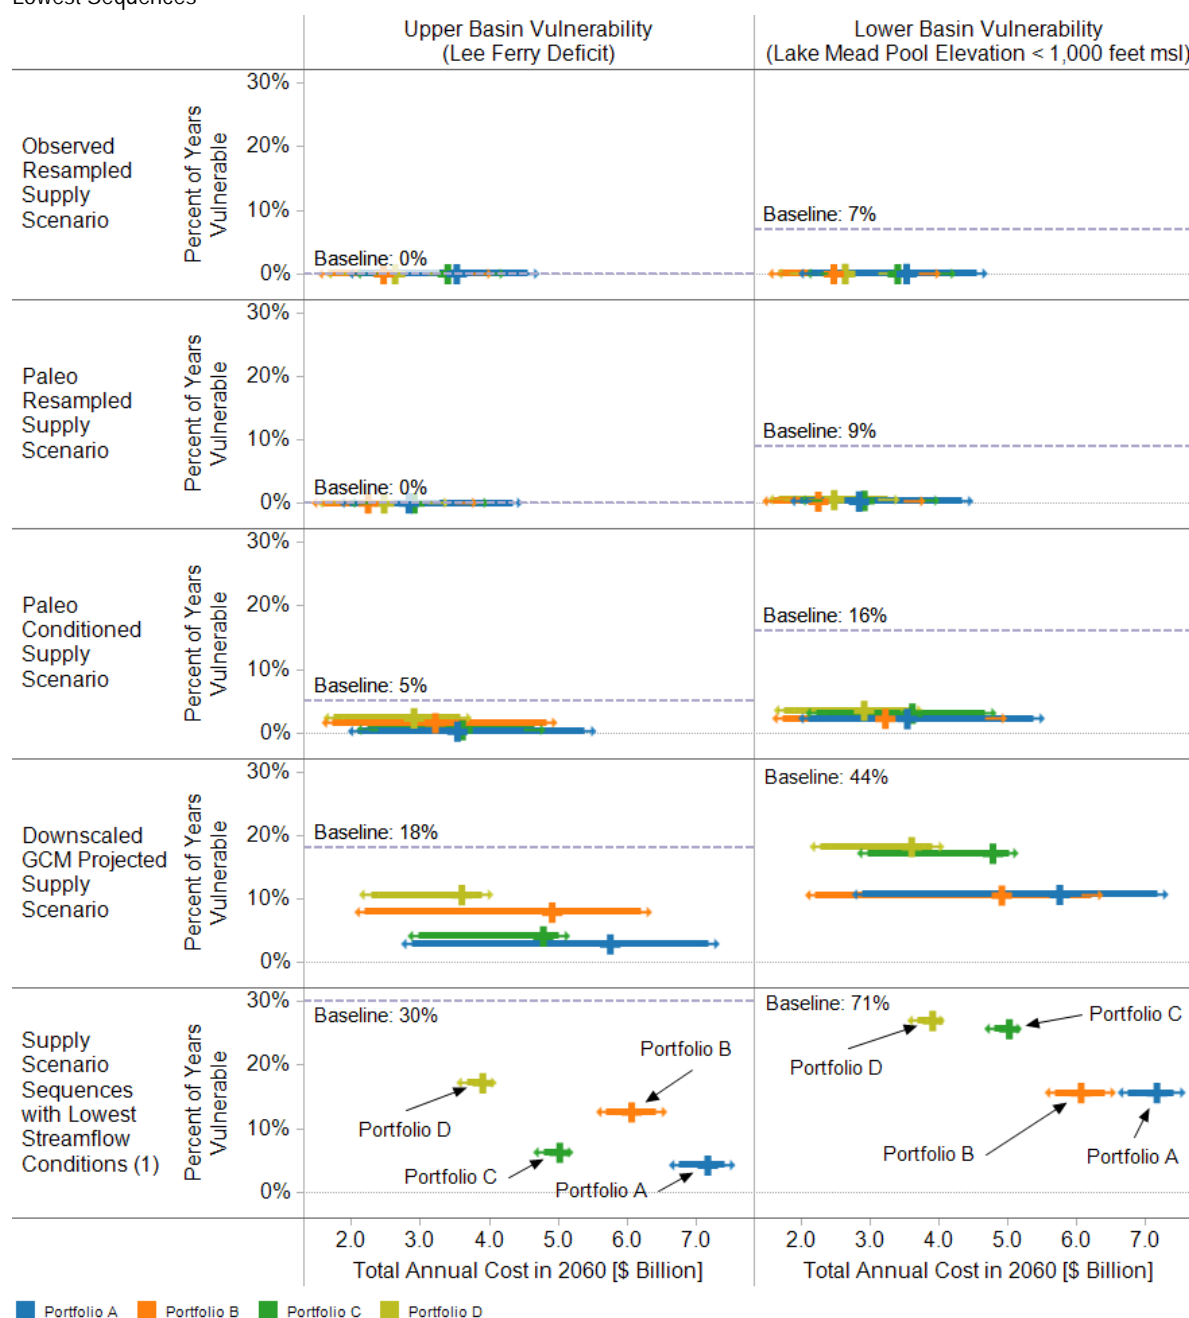 Lowest Sequences
Upper Basin Vulnerability
(Lee Ferry Deficit)
Lower Basin Vulnerability
(Lake Mead Pool Elevation < 1,000 feet msl)
Observed
Resampled
Supply
Scenario
Percent of Years
Vulnerable
30%
20%
10%
0%
Baseline: 0%
Baseline: 7%
Paleo
Resampled
Supply
Scenario
Percent of Years
Vulnerable
30%
20%
10%
0%
Baseline: 0%
Baseline: 9%
Paleo
Conditioned
Supply
Scenario
Percent of Years
Vulnerable
30%
20%
10%
0%
Baseline: 5%
Baseline: 16%
Downscaled
GCM Projected
Supply
Scenario
Percent of Years
Vulnerable
30%
20%
10%
0%
Baseline: 18%
Baseline: 44%
Supply
Scenario
Sequences
with Lowest
Streamflow
Conditions (1)
Percent of Years
Vulnerable
30%
20%
10%
0%
Baseline: 30%
Portfolio B
Portfolio D
Portfolio C
Portfolio A
Baseline: 71%
Portfolio C
Portfolio D
Portfolio B
Portfolio A
2.0 3.0 4.0 5.0 6.0 7.0
Total Annual Cost in 2060 [$ Billion]
2.0 3.0 4.0 5.0 6.0 7.0
Total Annual Cost in 2060 [$ Billion]
Portfolio A Portfolio B Portfolio C Portfolio D